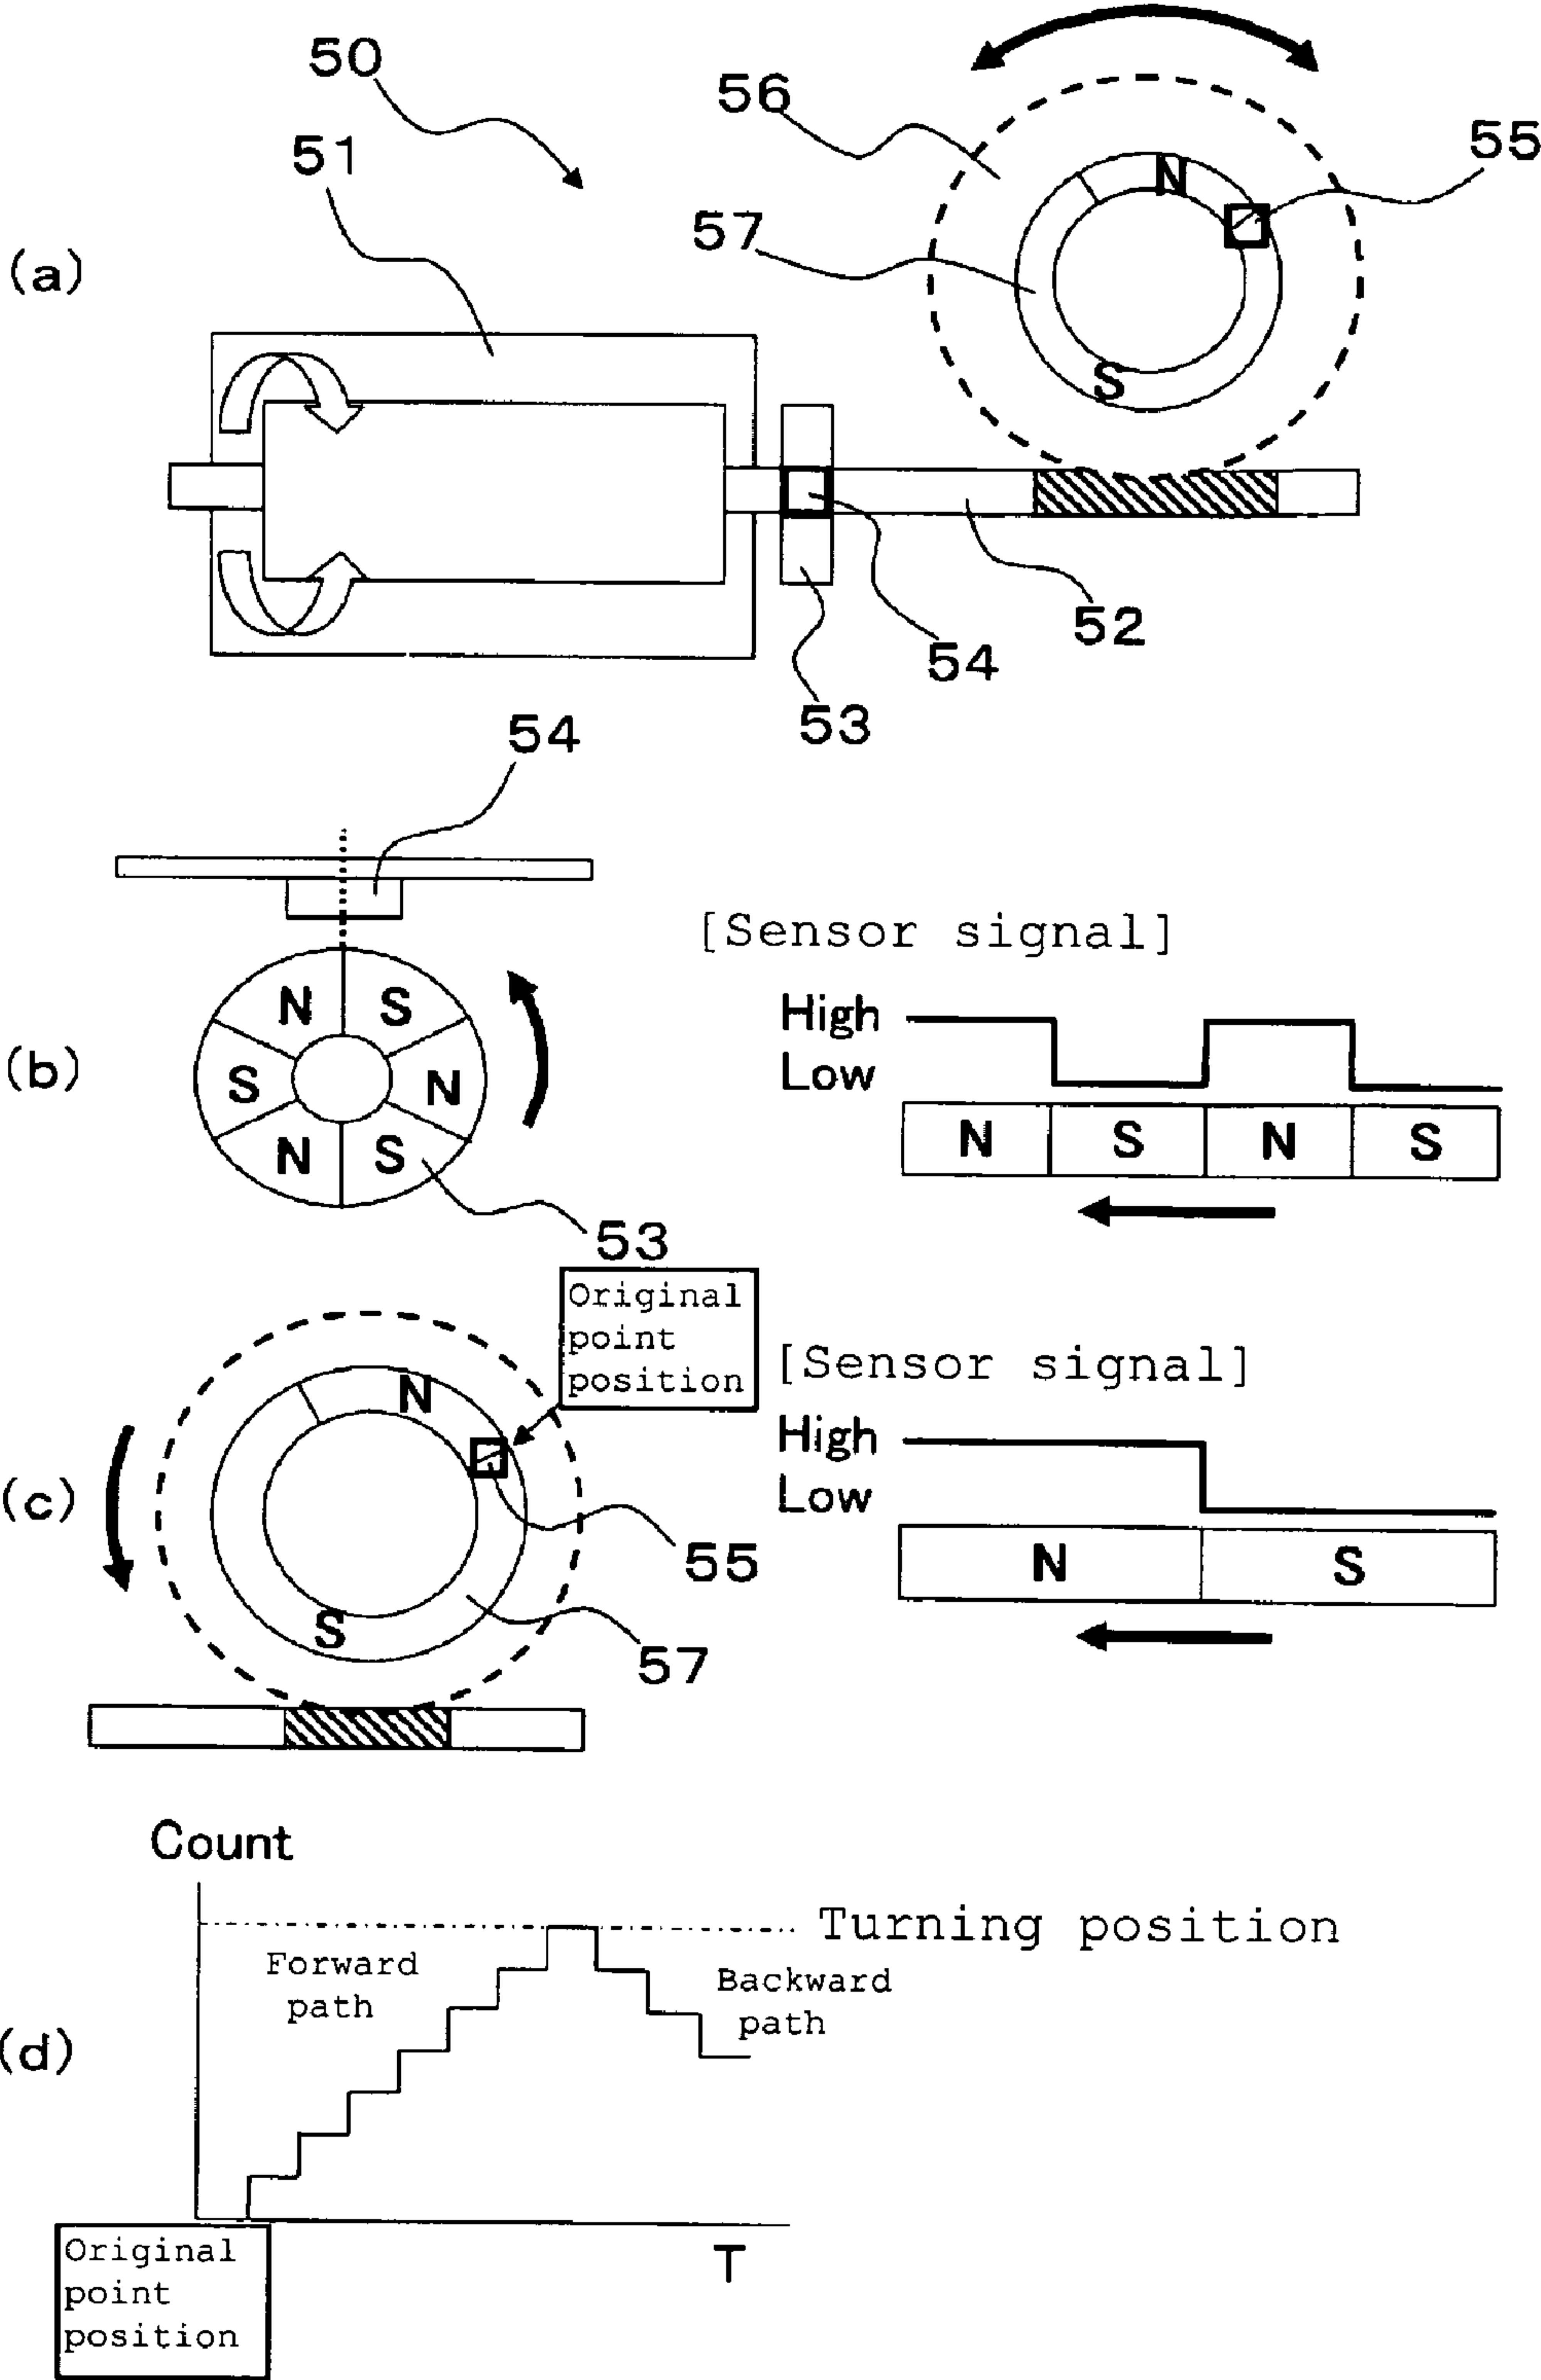 50
56
51
55
N
57
(a)
S
52
54
53
54
[Sensor signal]
N S
High
(b)
S N
Low
N S
N S N S
53
Original
point
position
[Sensor signal]
N
High
(c)
Low
55
N S
S
57
Count
Turning position
Forward
path
Backward
path
(d)
T
Original
point
position